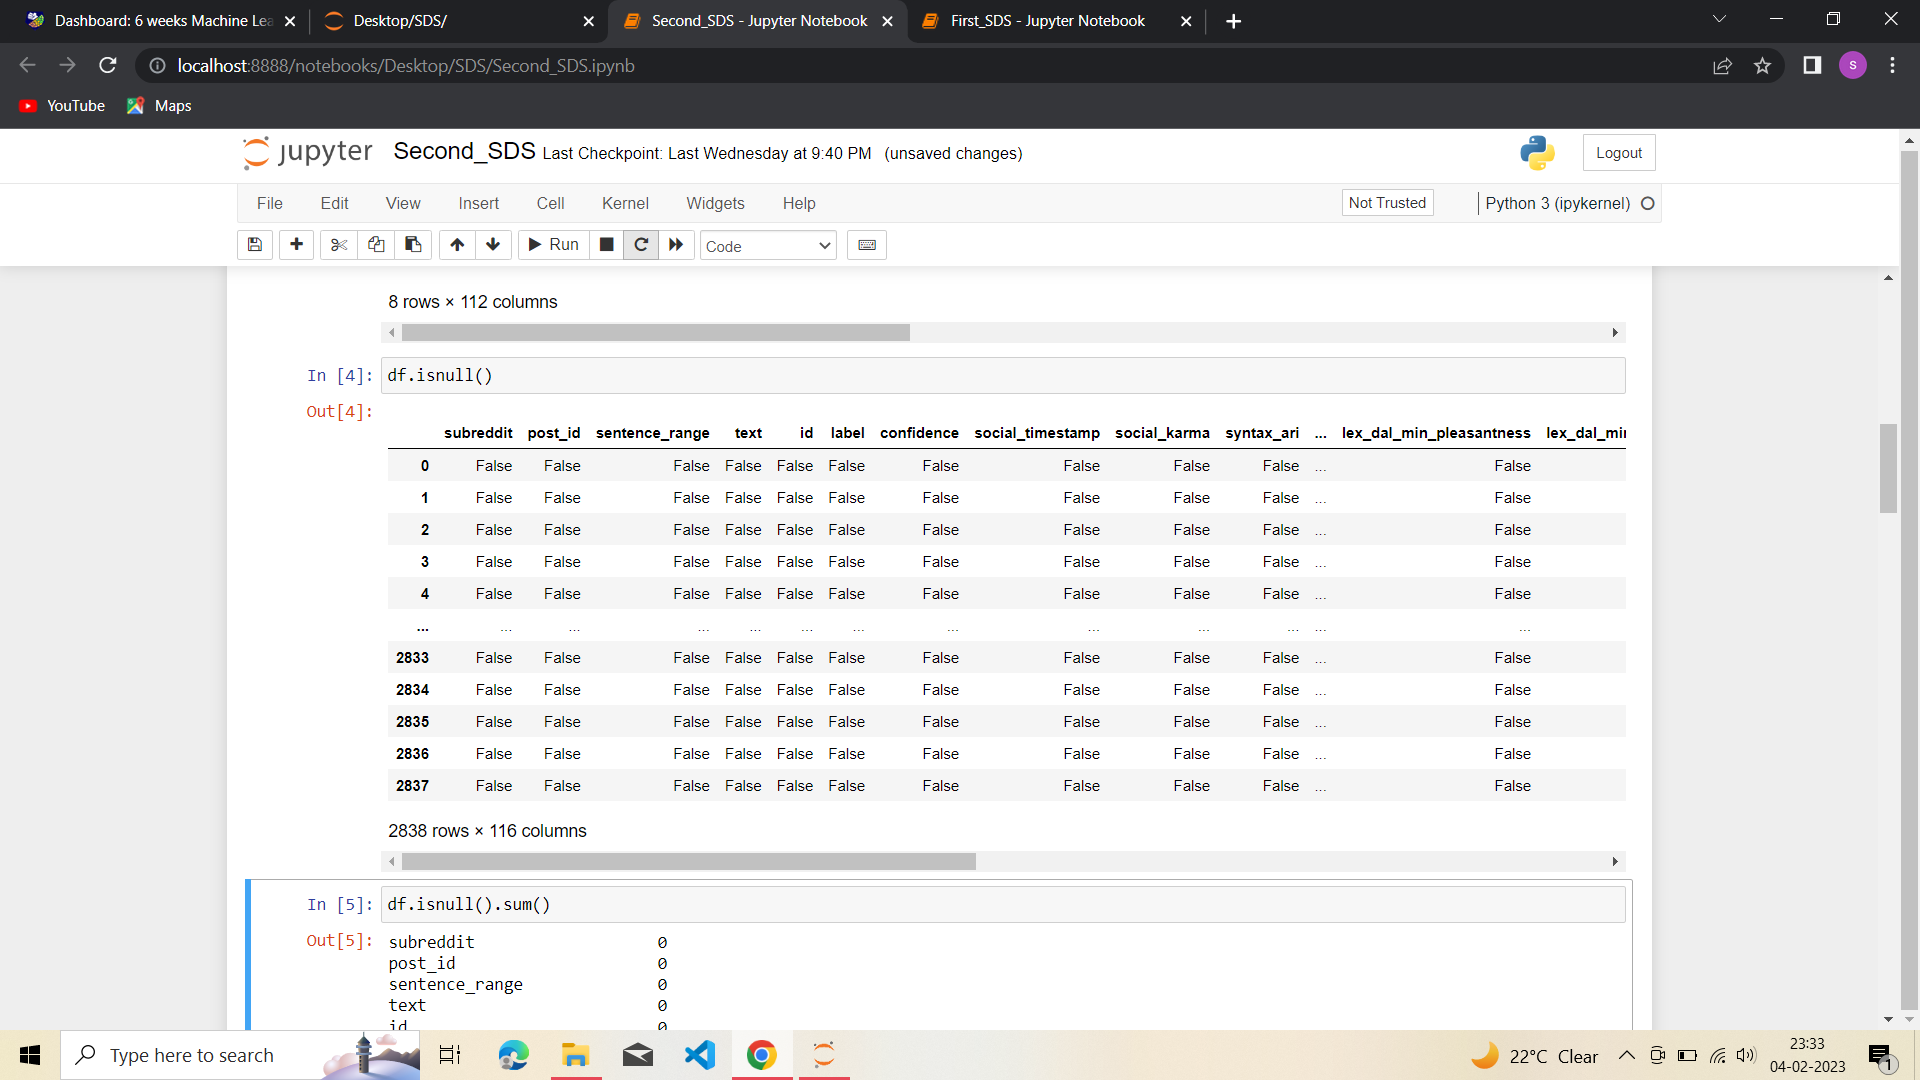 Dashboard: 6 weeks Machine Lea
Desktop/SDS/
Second_SDS - Jupyter Notebook
First_SDS - Jupyter Notebook
localhost:8888/notebooks/Desktop/SDS/Second_SDS.ipynb
s
YouTube
Maps
jupyter Second_SDS Last Checkpoint: Last Wednesday at 9:40 PM (unsaved changes)
Logout
File Edit View Insert Cell Kernel Widgets Help
Not Trusted
Python 3 (ipykernel)
Run
Code
8 rows × 112 columns
In [4]: df.isnull()
Out[4]:
subreddit post_id sentence_range text id label confidence social_timestamp social_karma syntax_ari ... lex_dal_min_pleasantness lex_dal_mi
0 False False False False False False False False False False ... False
1 False False False False False False False False False False ... False
2 False False False False False False False False False False ... False
3 False False False False False False False False False False ... False
4 False False False False False False False False False False ... False
... ... ... ... ... ... ... ... ... ... ... ... ...
2833 False False False False False False False False False False ... False
2834 False False False False False False False False False False ... False
2835 False False False False False False False False False False ... False
2836 False False False False False False False False False False ... False
2837 False False False False False False False False False False ... False
2838 rows × 116 columns
In [5]: df.isnull().sum()
Out[5]: subreddit 0
post_id 0
sentence_range 0
text 0
id 0
Type here to search
22°C Clear
23:33
04-02-2023
1